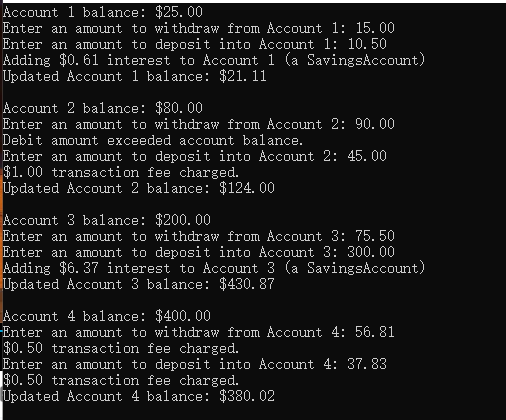 Account 1 balance: $25.00
Enter an amount to withdraw from Account 1: 15.00
Enter an amount to deposit into Account 1: 10.50
Adding $0.61 interest to Account 1 (a SavingsAccount)
Updated Account 1 balance: $21.11
Account 2 balance: $80.00
Enter an amount to withdraw from Account 2: 90.00
Debit amount exceeded account balance.
Enter an amount to deposit into Account 2: 45.00
$1.00 transaction fee charged.
Updated Account 2 balance: $124.00
Account 3 balance: $200.00
Enter an amount to withdraw from Account 3: 75.50
Enter an amount to deposit into Account 3: 300.00
Adding $6.37 interest to Account 3 (a SavingsAccount)
Updated Account 3 balance: $430.87
Account 4 balance: $400.00
Enter an amount to withdraw from Account 4: 56.81
$0.50 transaction fee charged.
Enter an amount to deposit into Account 4: 37.83
$0.50 transaction fee charged.
Updated Account 4 balance: $380.02